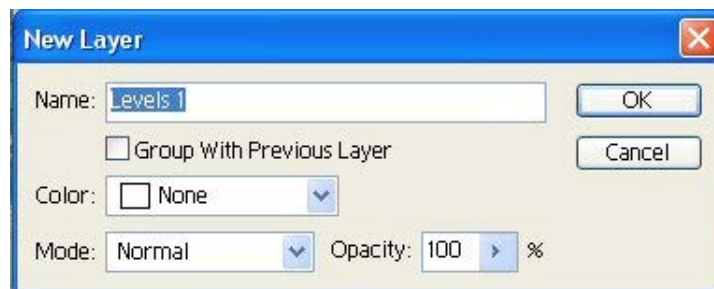 New Layer
Name: Levels 1 OK
Group With Previous Layer Cancel
Color: None
Mode: Normal Opacity: 100 %